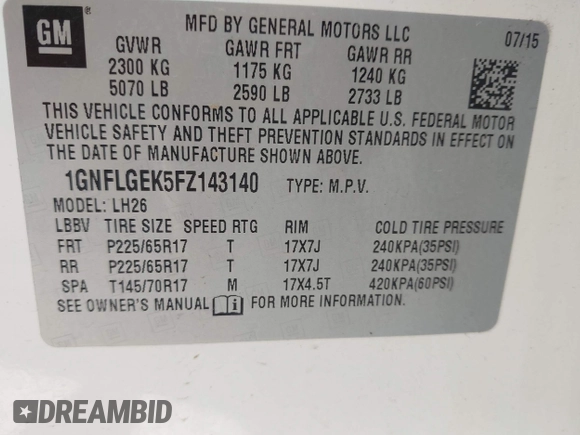 GM
MFD BY GENERAL MOTORS LLC 07/15
GVWR GAWR FRT GAWR RR
2300 KG 1175 KG 1240 KG
5070 LB 2590 LB 2733 LB
THIS VEHICLE CONFORMS TO ALL APPLICABLE U.S. FEDERAL MOTOR
VEHICLE SAFETY AND THEFT PREVENTION STANDARDS IN EFFECT ON
THE DATE OF MANUFACTURE SHOWN ABOVE.
1GNFLGEK5FZ143140 TYPE: M.P.V.
MODEL: LH26
LBBV TIRE SIZE SPEED RTG RIM COLD TIRE PRESSURE
FRT P225/65R17 T 17X7J 240KPA(35PSI)
RR P225/65R17 T 17X7J 240KPA(35PSI)
SPA T145/70R17 M 17X4.5T 420KPA(60PSI)
SEE OWNER'S MANUAL FOR MORE INFORMATION.
DREAMBID